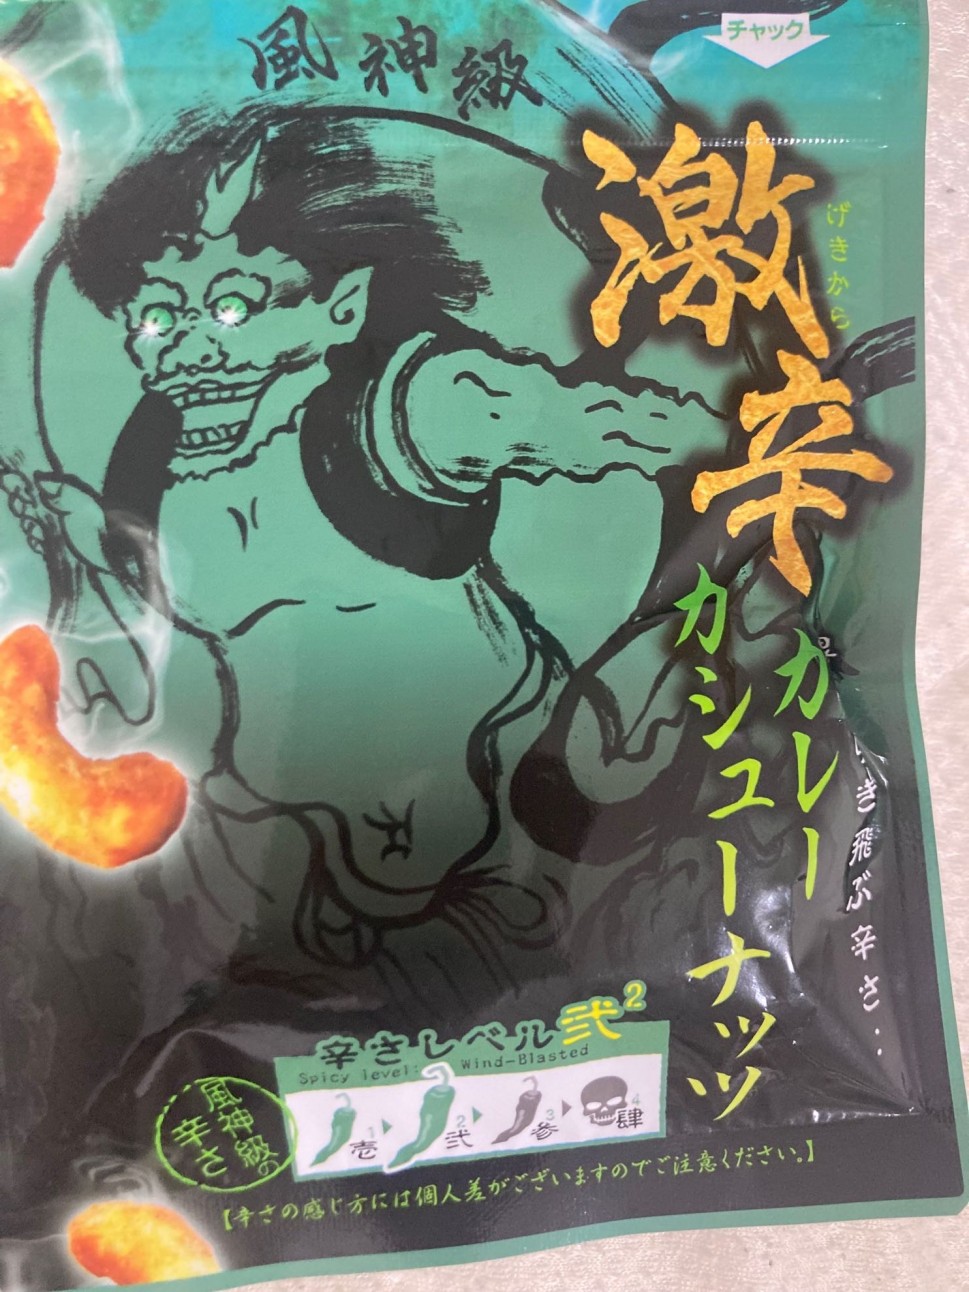 チャック
風神級
激辛
げきから
カレー
カシューナッツ
き飛ぶ辛さ‥
辛さレベル弐2
Spicy level: Wind-Blasted
1壱
2弐
3参
4肆
風神級の
辛さ
【辛さの感じ方には個人差がございますのでご注意ください。】